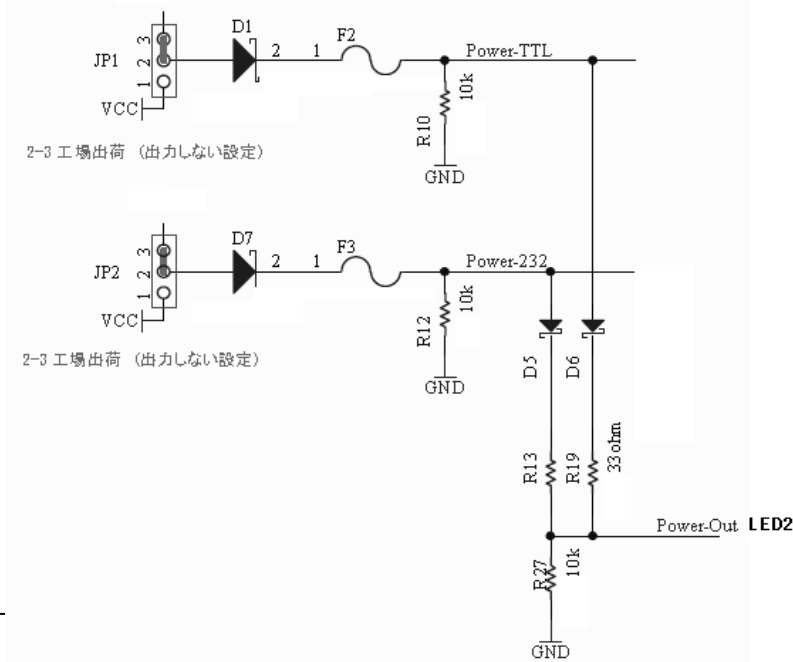 D1
F2
3
2
1
JP1
2
1
Power-TTL
VCC
10k
R10
GND
2-3 工場出荷 (出力しない設定)
D7
F3
3
2
1
JP2
2
1
Power-232
VCC
10k
R12
GND
2-3 工場出荷 (出力しない設定)
D5
D6
R13
R19
33ohm
Power-Out LED2
R27
10k
GND